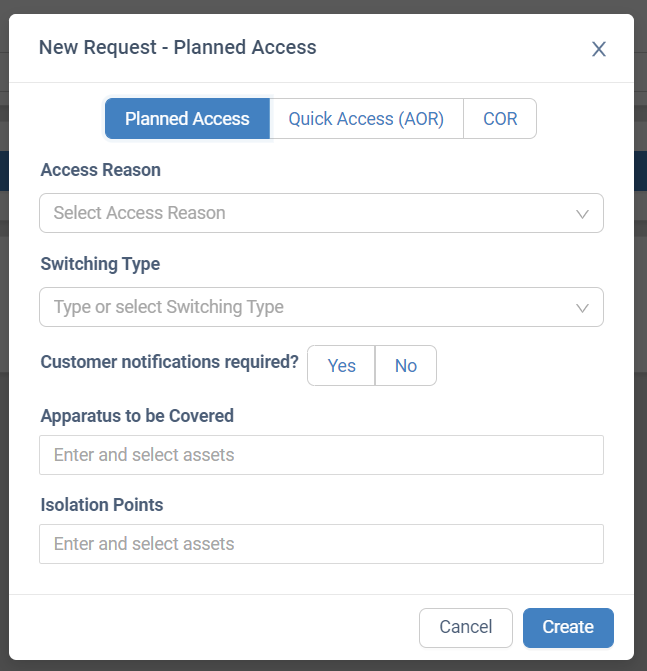 New Request - Planned Access
Planned Access Quick Access (AOR) COR
Access Reason
Select Access Reason
Switching Type
Type or select Switching Type
Customer notifications required? Yes No
Apparatus to be Covered
Enter and select assets
Isolation Points
Enter and select assets
Cancel Create